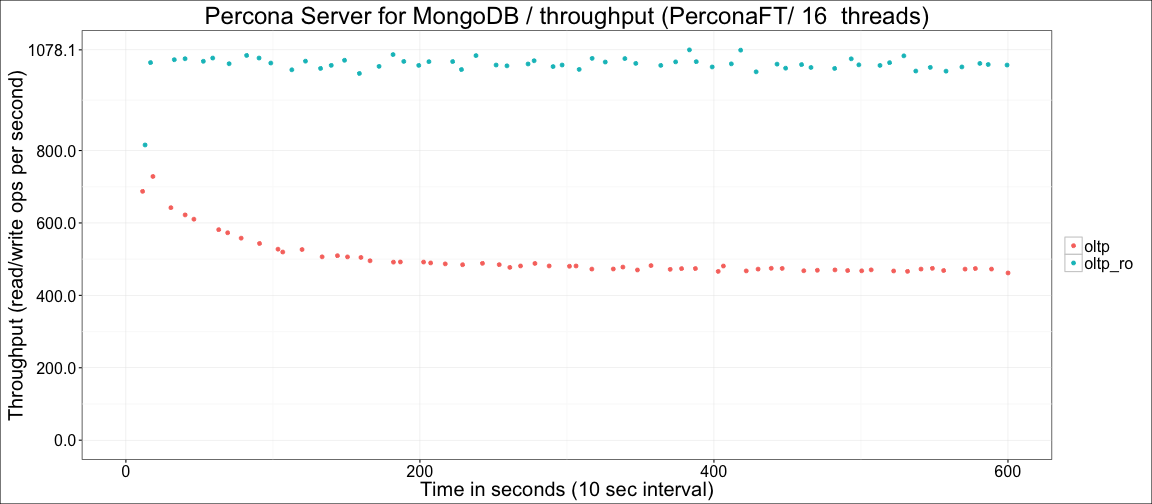 Percona Server for MongoDB / throughput (PerconaFT/ 16  threads)
Throughput (read/write ops per second)
1078.1
800.0
600.0
400.0
200.0
0.0
0 200 400 600
Time in seconds (10 sec interval)
oltp
oltp_ro